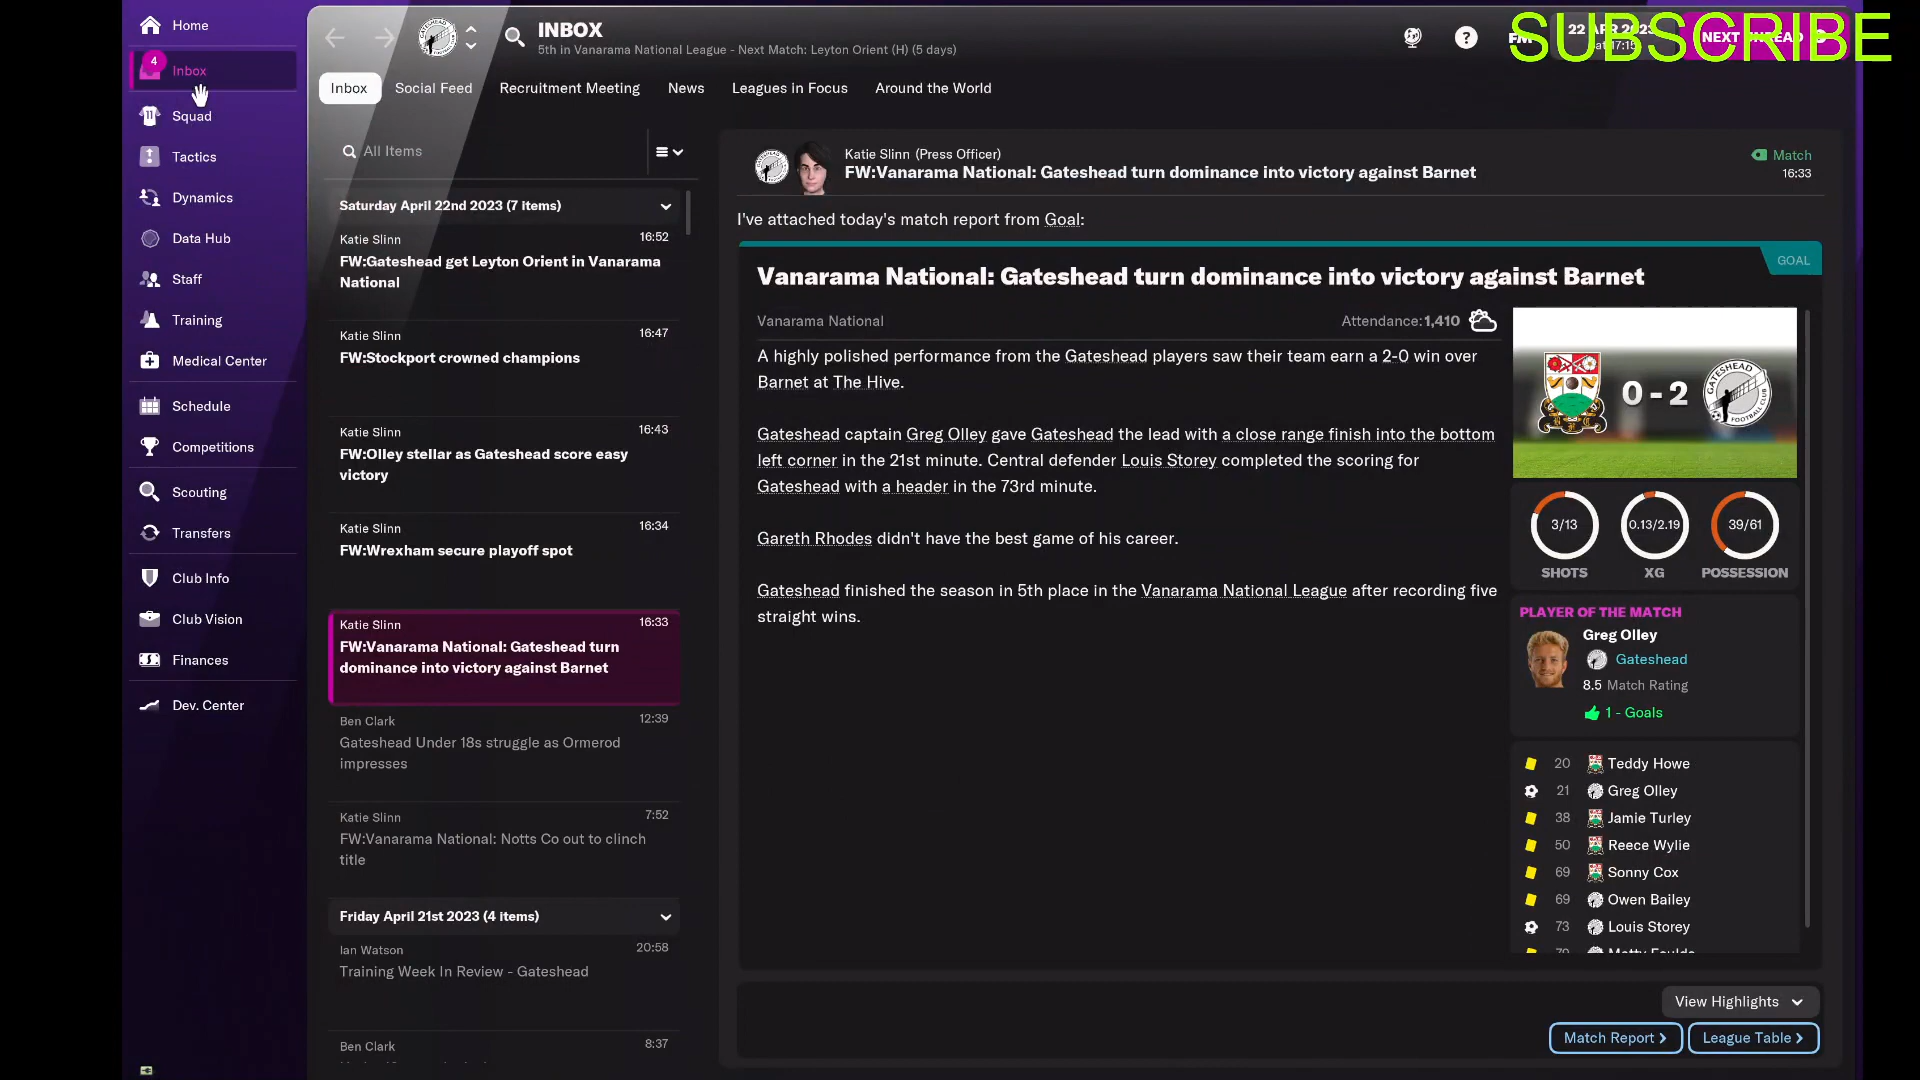 Home
4
Inbox
Squad
Tactics
Dynamics
Data Hub
Staff
Training
Medical Center
Schedule
Competitions
Scouting
Transfers
Club Info
Club Vision
Finances
Dev. Center
INBOX
5th in Vanarama National League - Next Match: Leyton Orient (H) (5 days)
SUBSCRIBE
Inbox
Social Feed
Recruitment Meeting
News
Leagues in Focus
Around the World
All Items
Saturday April 22nd 2023 (7 items)
Katie Slinn 16:52
FW:Gateshead get Leyton Orient in Vanarama
National
Katie Slinn 16:47
FW:Stockport crowned champions
Katie Slinn 16:43
FW:Olley stellar as Gateshead score easy
victory
Katie Slinn 16:34
FW:Wrexham secure playoff spot
Katie Slinn 16:33
FW:Vanarama National: Gateshead turn
dominance into victory against Barnet
Ben Clark 12:39
Gateshead Under 18s struggle as Ormerod
impresses
Katie Slinn 7:52
FW:Vanarama National: Notts Co out to clinch
title
Friday April 21st 2023 (4 items)
Ian Watson 20:58
Training Week In Review - Gateshead
Ben Clark 8:37
Katie Slinn (Press Officer)
FW:Vanarama National: Gateshead turn dominance into victory against Barnet
Match
16:33
I've attached today's match report from Goal:
GOAL
Vanarama National: Gateshead turn dominance into victory against Barnet
Vanarama National
Attendance: 1,410
A highly polished performance from the Gateshead players saw their team earn a 2-0 win over
Barnet at The Hive.
Gateshead captain Greg Olley gave Gateshead the lead with a close range finish into the bottom
left corner in the 21st minute. Central defender Louis Storey completed the scoring for
Gateshead with a header in the 73rd minute.
Gareth Rhodes didn't have the best game of his career.
Gateshead finished the season in 5th place in the Vanarama National League after recording five
straight wins.
0 - 2
3/13
0.13/2.19
39/61
SHOTS
XG
POSSESSION
PLAYER OF THE MATCH
Greg Olley
Gateshead
8.5 Match Rating
1 - Goals
20 Teddy Howe
21 Greg Olley
38 Jamie Turley
50 Reece Wylie
69 Sonny Cox
69 Owen Bailey
73 Louis Storey
View Highlights
Match Report
League Table